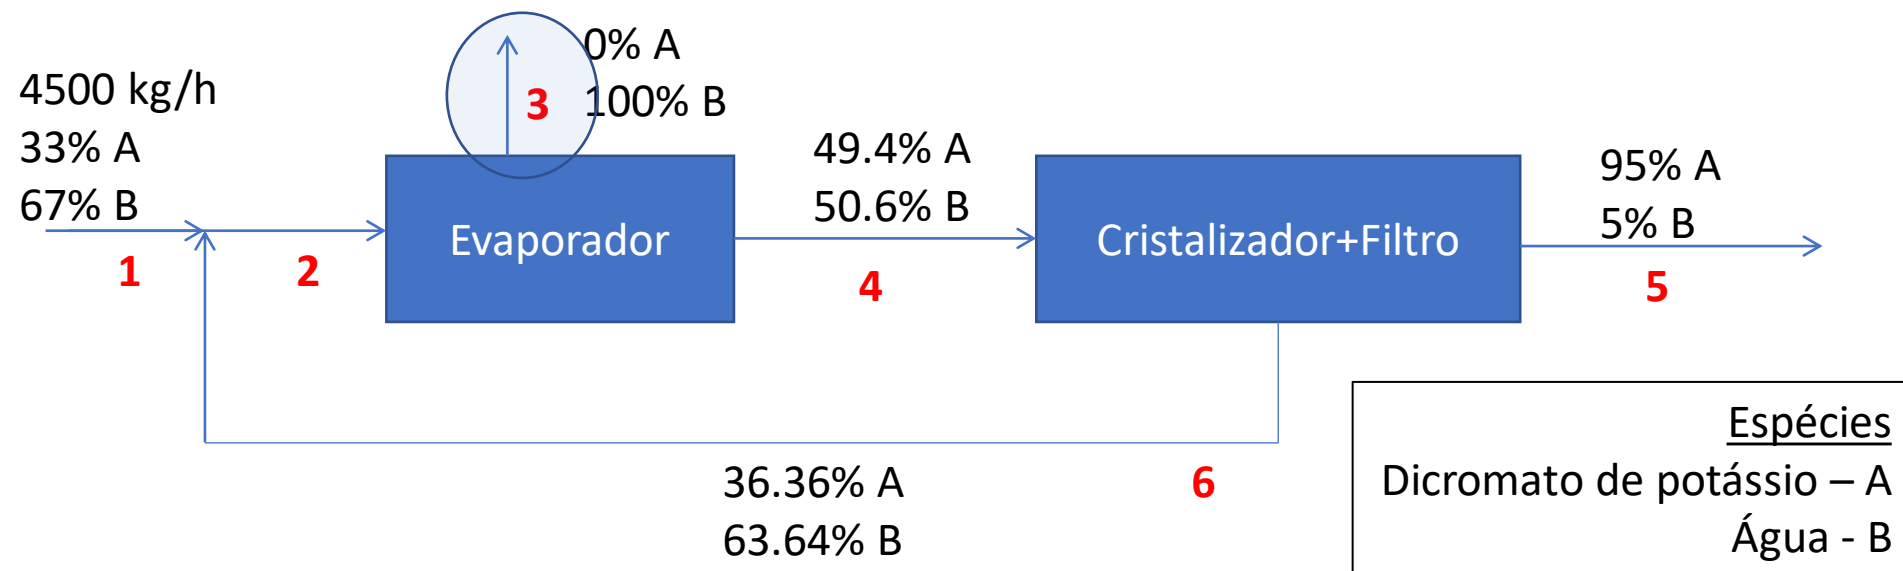 4500 kg/h
33% A
67% B
1
2
3
0% A
100% B
Evaporador
49.4% A
50.6% B
4
Cristalizador+Filtro
95% A
5% B
5
36.36% A
63.64% B
6
Espécies
Dicromato de potássio – A
Água - B